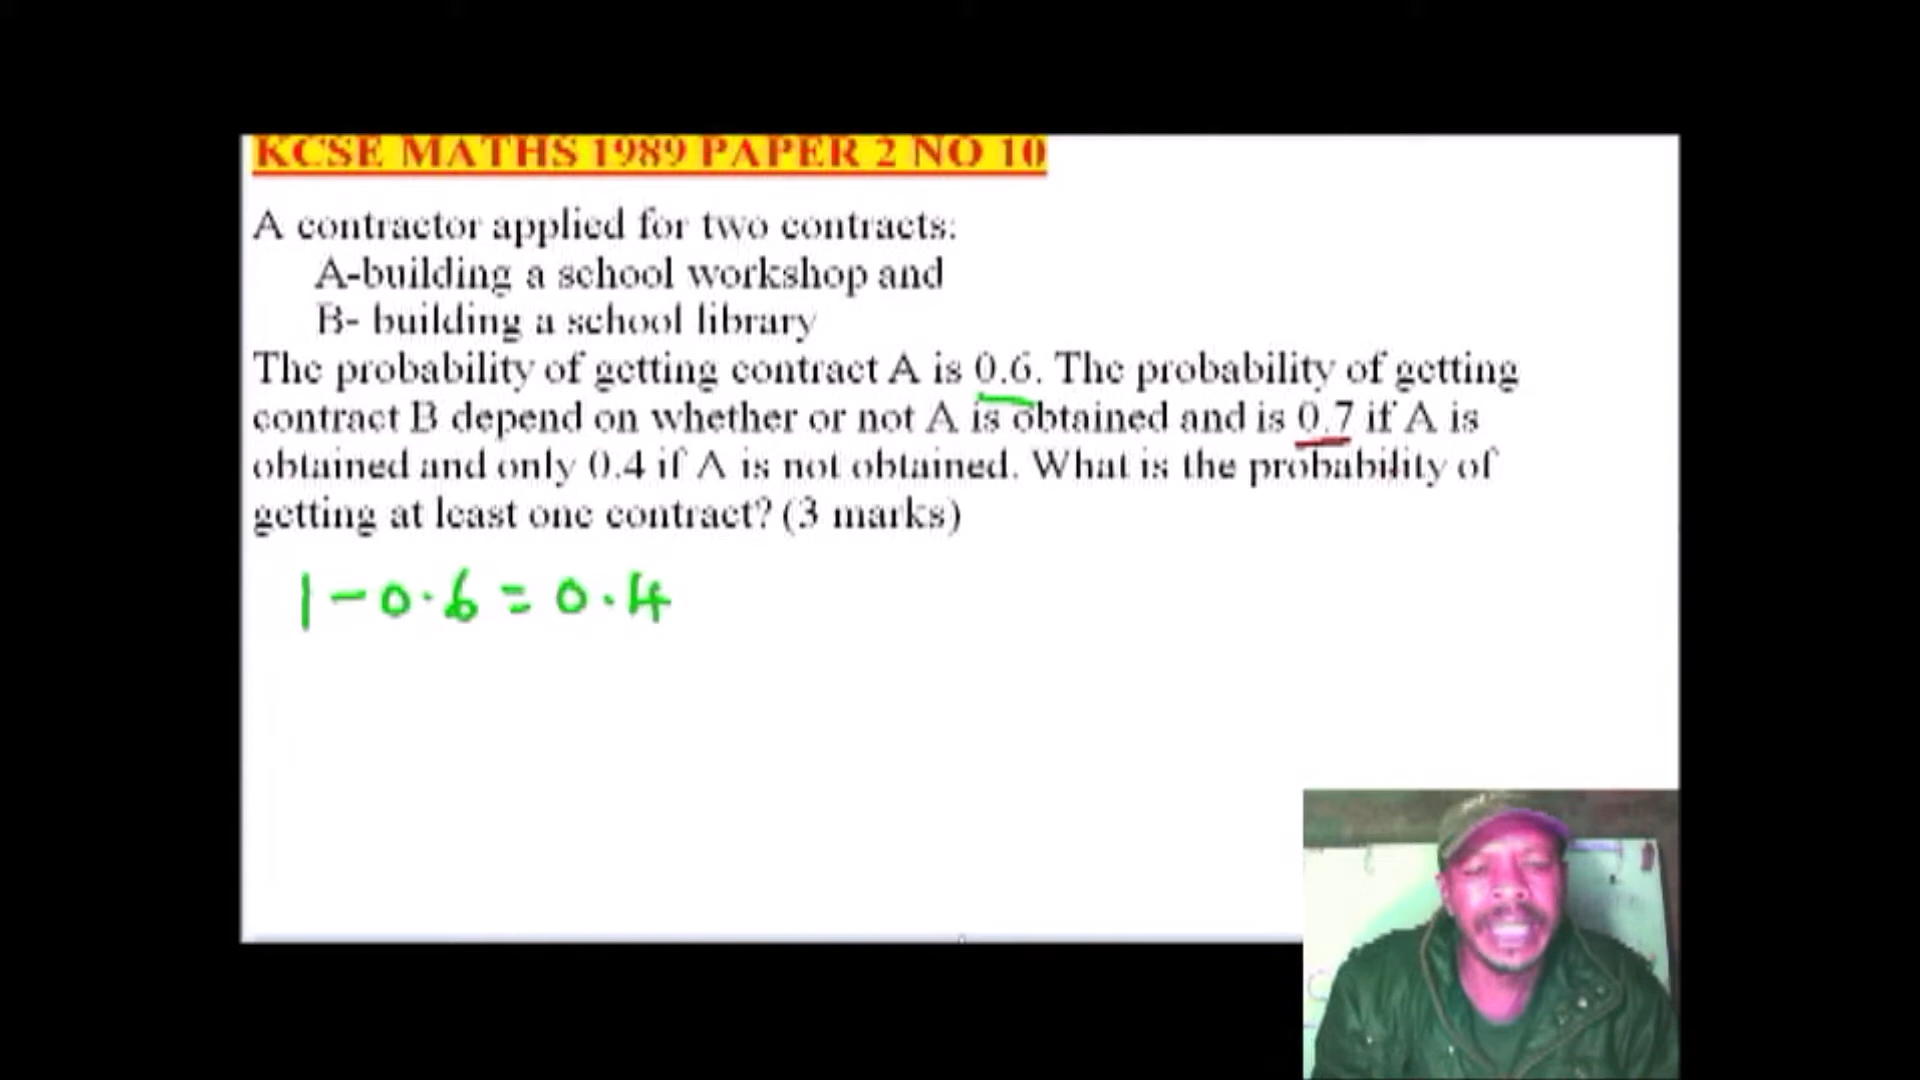 KCSE MATHS 1989 PAPER 2 NO 10
A contractor applied for two contracts:
A-building a school workshop and
B- building a school library
The probability of getting contract A is 0.6. The probability of getting
contract B depend on whether or not A is obtained and is 0.7 if A is
obtained and only 0.4 if A is not obtained. What is the probability of
getting at least one contract? (3 marks)
1 - 0.6 = 0.4